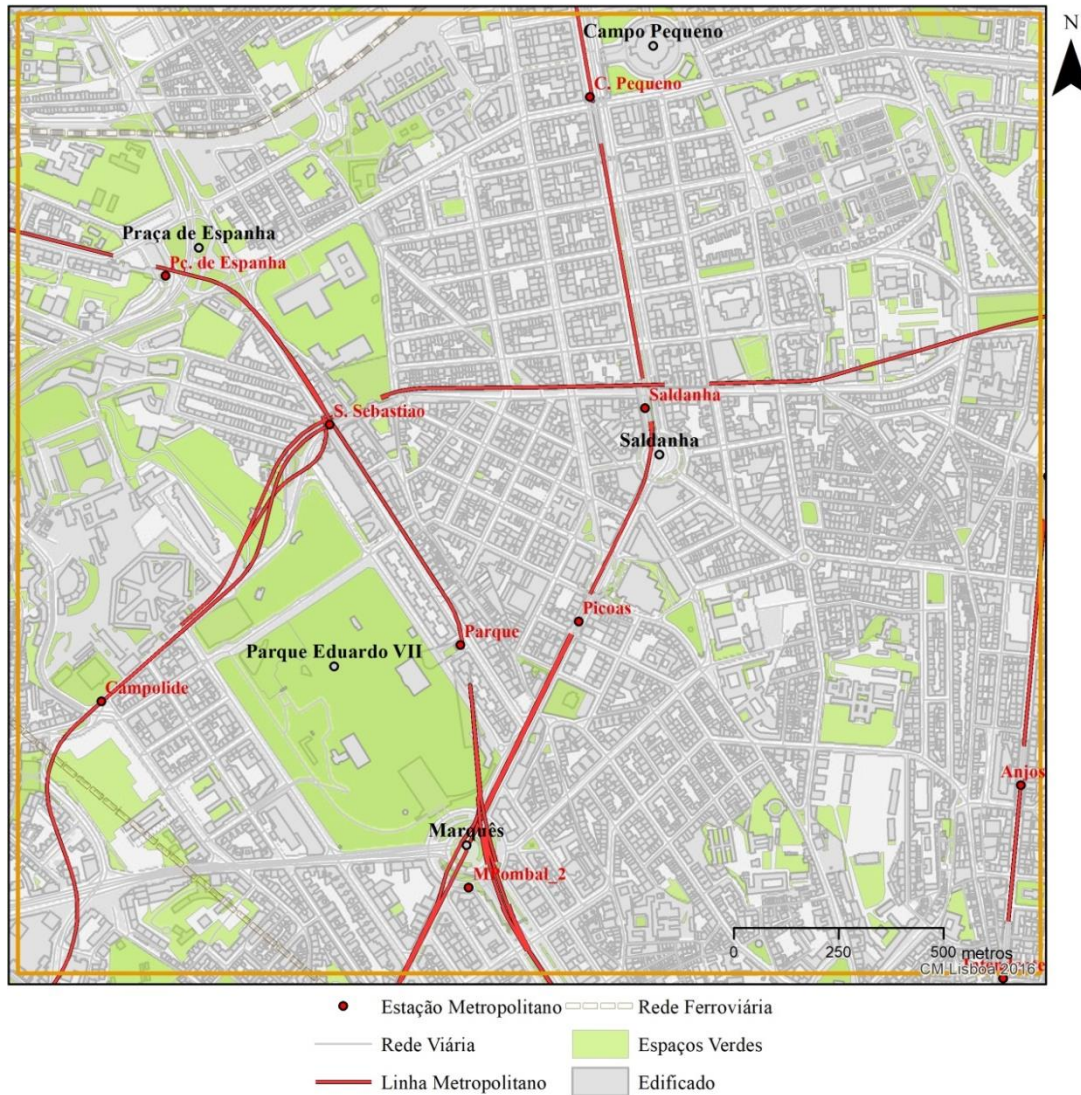 N
Campo Pequeno
C. Pequeno
Praça de Espanha
Pç. de Espanha
S. Sebastiao
Saldanha
Saldanha
Picoas
Parque
Parque Eduardo VII
Campolide
Anjos
Marquês
MPombal_2
0 250 500 metros
CM Lisboa 2016
Estação Metropolitano
Rede Ferroviária
Rede Viária
Espaços Verdes
Linha Metropolitano
Edificado